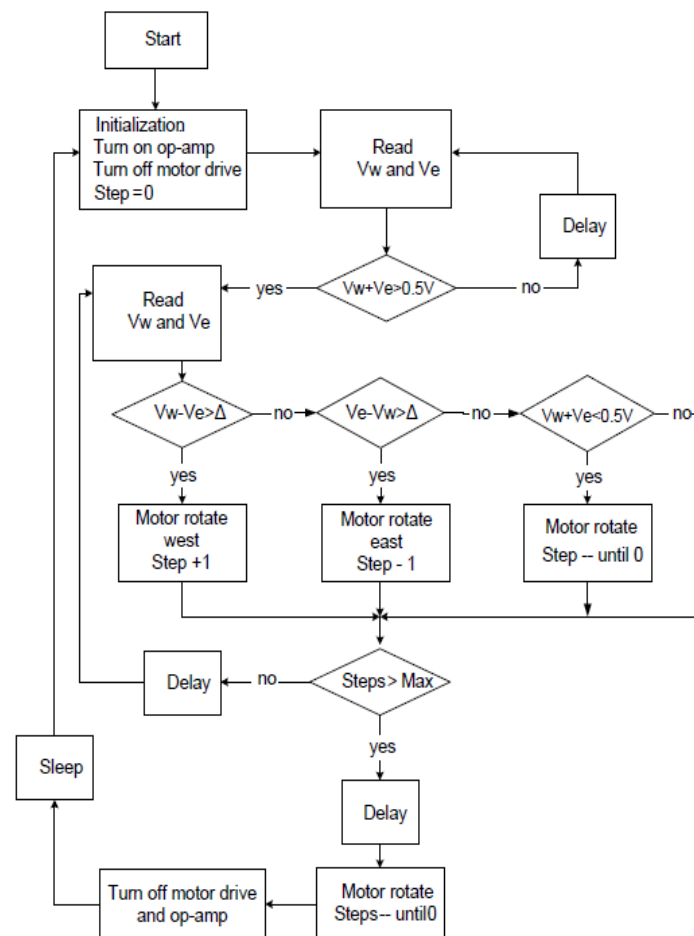 Start
Initialization
Turn on op-amp
Turn off motor drive
Step =0
Read
Vw and Ve
Delay
Vw+Ve>0.5V
yes
no
Read
Vw and Ve
Vw-Ve>Δ
no
Ve-Vw>Δ
no
Vw+Ve<0.5V
no
yes
yes
yes
Motor rotate
west
Step +1
Motor rotate
east
Step - 1
Motor rotate
Step -- until 0
Steps> Max
no
Delay
yes
Sleep
Delay
Motor rotate
Steps-- until0
Turn off motor drive
and op-amp